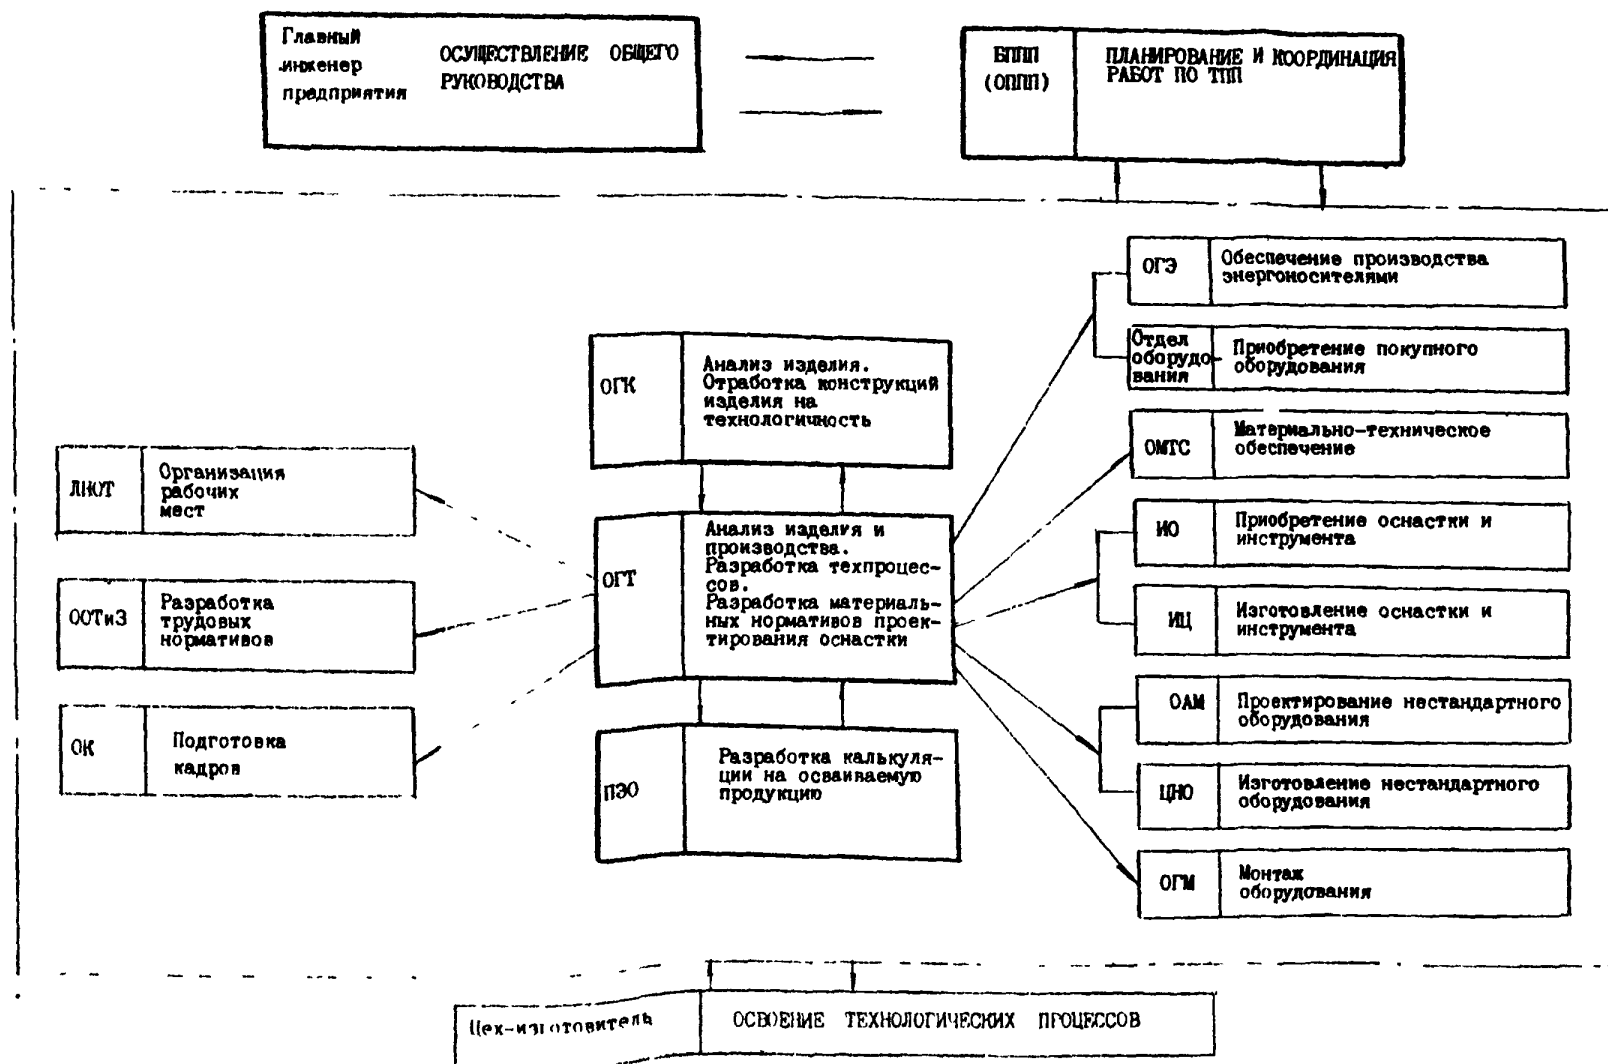 Главный
инженер
предприятия
ОСУЩЕСТВЛЕНИЕ ОБЩЕГО
РУКОВОДСТВА
БППП
(ОППП)
ПЛАНИРОВАНИЕ И КООРДИНАЦИЯ
РАБОТ ПО ТПП
ОГЭ
Обеспечение производства
энергоносителями
Отдел
оборудо-
вания
Приобретение покупного
оборудования
ОГК
Анализ изделия.
Отработка конструкций
изделия на
технологичность
ОМТС
Материально-техническое
обеспечение
ЛНОТ
Организация
рабочих
мест
ОГТ
Анализ изделия и
производства.
Разработка техпроцес-
сов.
Разработка материаль-
ных нормативов проек-
тирования оснастки
ИО
Приобретение оснастки и
инструмента
ООТиЗ
Разработка
трудовых
нормативов
ИЦ
Изготовление оснастки и
инструмента
ОК
Подготовка
кадров
ПЭО
Разработка калькуля-
ции на осваиваемую
продукцию
ОАМ
Проектирование нестандартного
оборудования
ЦНО
Изготовление нестандартного
оборудования
ОГМ
Монтаж
оборудования
Цех-изготовитель
ОСВОЕНИЕ ТЕХНОЛОГИЧЕСКИХ ПРОЦЕССОВ